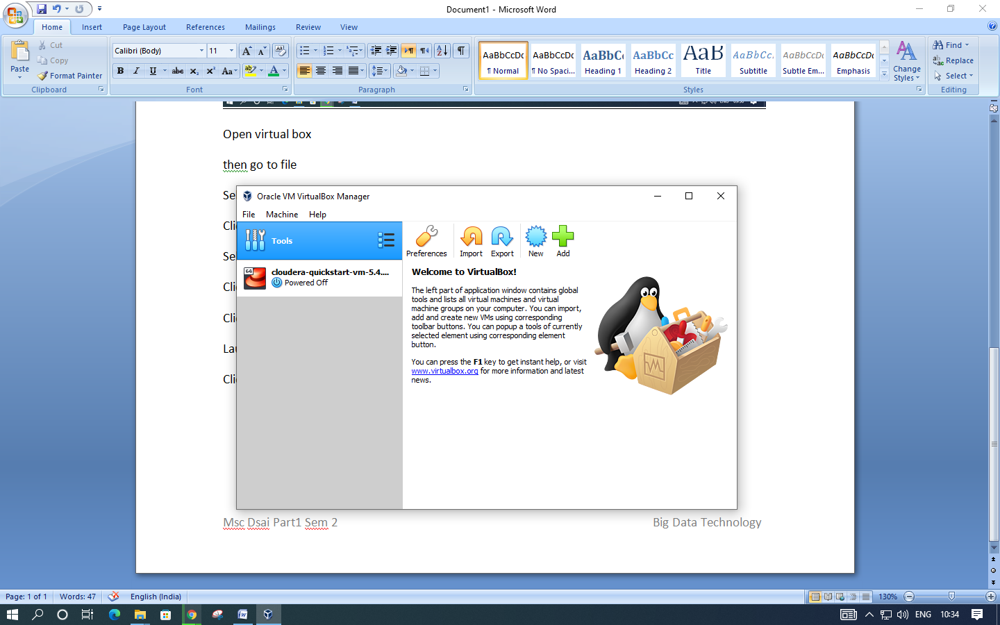 Document1 - Microsoft Word
Home Insert Page Layout References Mailings Review View
Paste
Cut
Copy
Format Painter
Clipboard
Calibri (Body) 11
B I U abc x₂ x² Aa
Font
Paragraph
AaBbCcDc AaBbCcDc AaBbCc AaBbCc AaB AaBbCc. AaBbCcDc AaBbCcDc
¶ Normal ¶ No Spaci... Heading 1 Heading 2 Title Subtitle Subtle Em... Emphasis
Change
Styles
Styles
Find
Replace
Select
Editing
Open virtual box
then go to file
Oracle VM VirtualBox Manager
File Machine Help
Tools
Preferences Import Export New Add
64
cloudera-quickstart-vm-5.4....
Powered Off
Welcome to VirtualBox!
The left part of application window contains global
tools and lists all virtual machines and virtual
machine groups on your computer. You can import,
add and create new VMs using corresponding
toolbar buttons. You can popup a tools of currently
selected element using corresponding element
button.
You can press the F1 key to get instant help, or visit
www.virtualbox.org for more information and latest
news.
Msc Dsai Part1 Sem 2 Big Data Technology
Page: 1 of 1 Words: 47 English (India) 130%
ENG 10:34